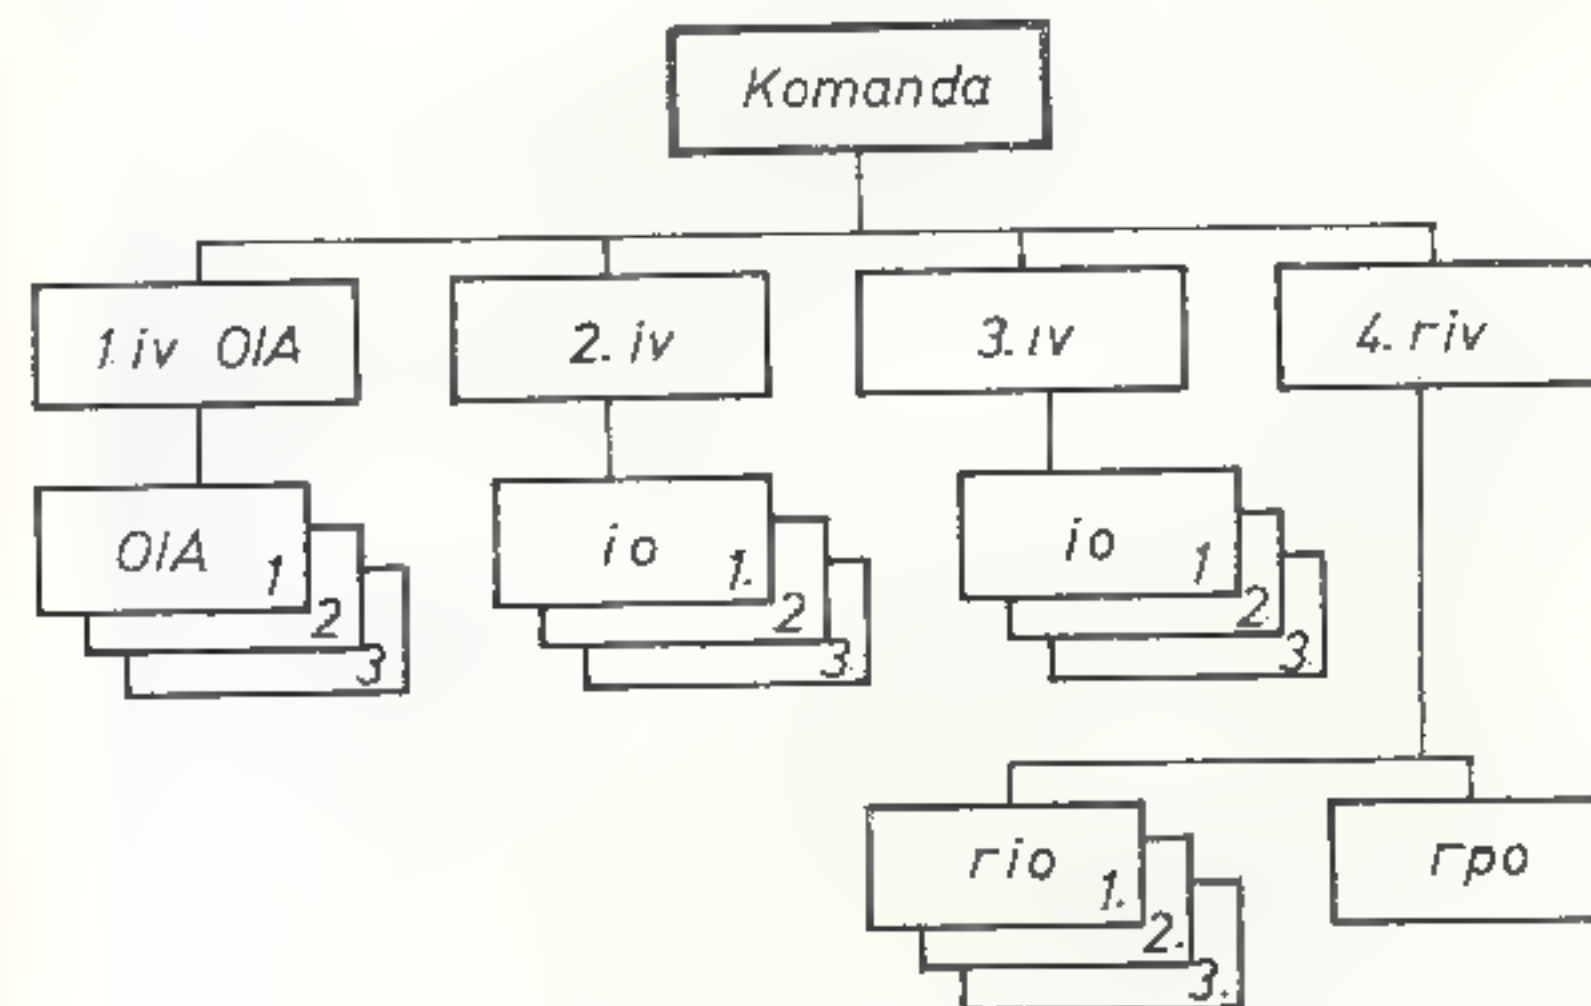 Komanda
1. iv OIA
2. iv
3. iv
4. riv
OIA 1
2
3
io 1.
2
3.
io 1
2.
3.
rio 1.
2.
3.
rpo